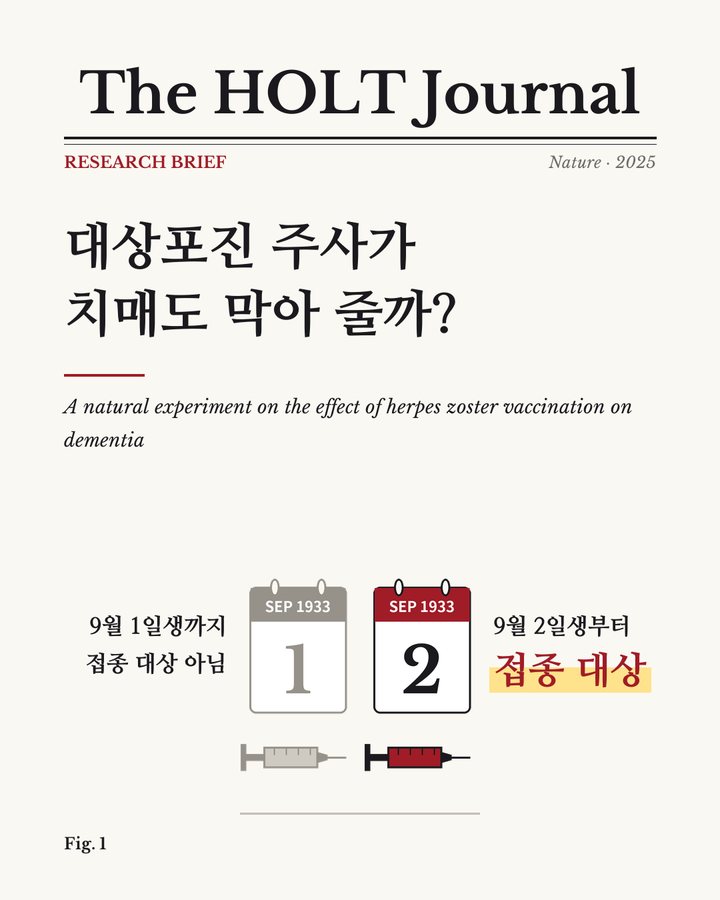 The HOLT Journal
RESEARCH BRIEF
Nature · 2025
대상포진 주사가
치매도 막아 줄까?
A natural experiment on the effect of herpes zoster vaccination on
dementia
9월 1일생까지
접종 대상 아님
SEP 1933
1
SEP 1933
2
9월 2일생부터
접종 대상
Fig. 1